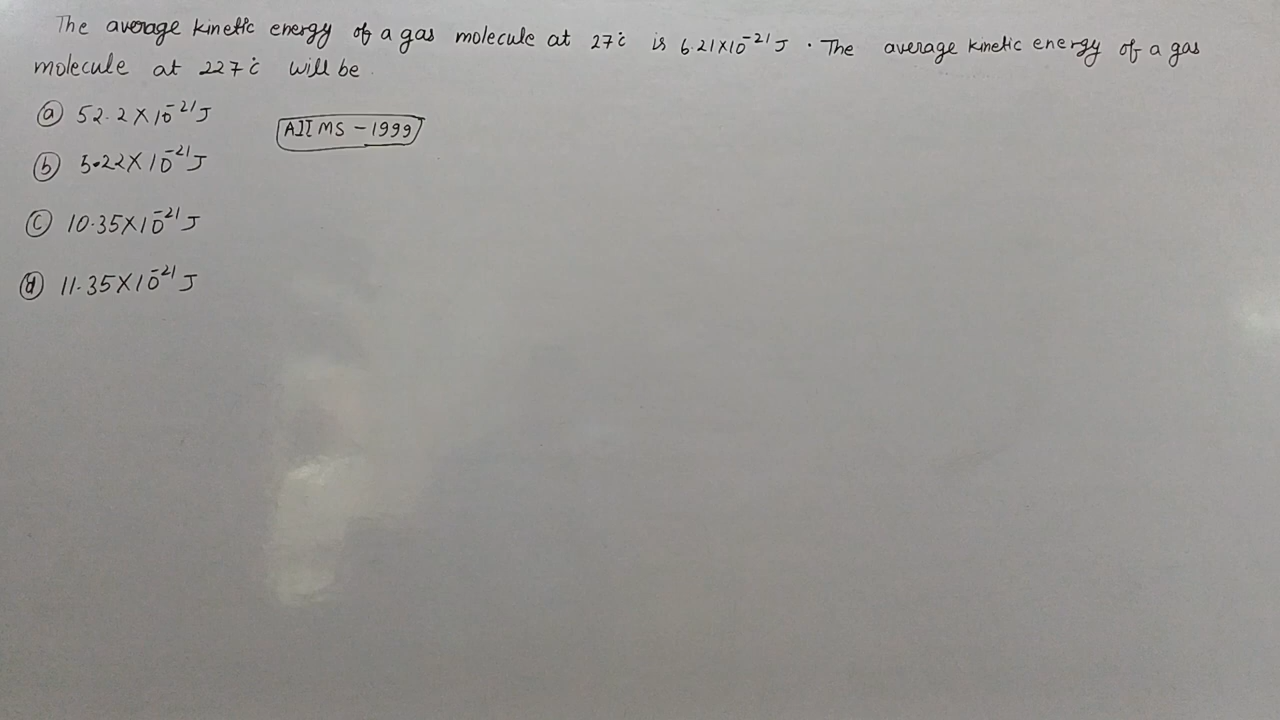 The average kinetic energy of a gas molecule at 27°c is 6.21×10⁻²¹J. The average kinetic energy of a gas
molecule at 227°c will be.
ⓐ 52.2×10⁻²¹J
AIIMS-1999
ⓑ 5.22×10⁻²¹J
ⓒ 10.35×10⁻²¹J
ⓓ 11.35×10⁻²¹J